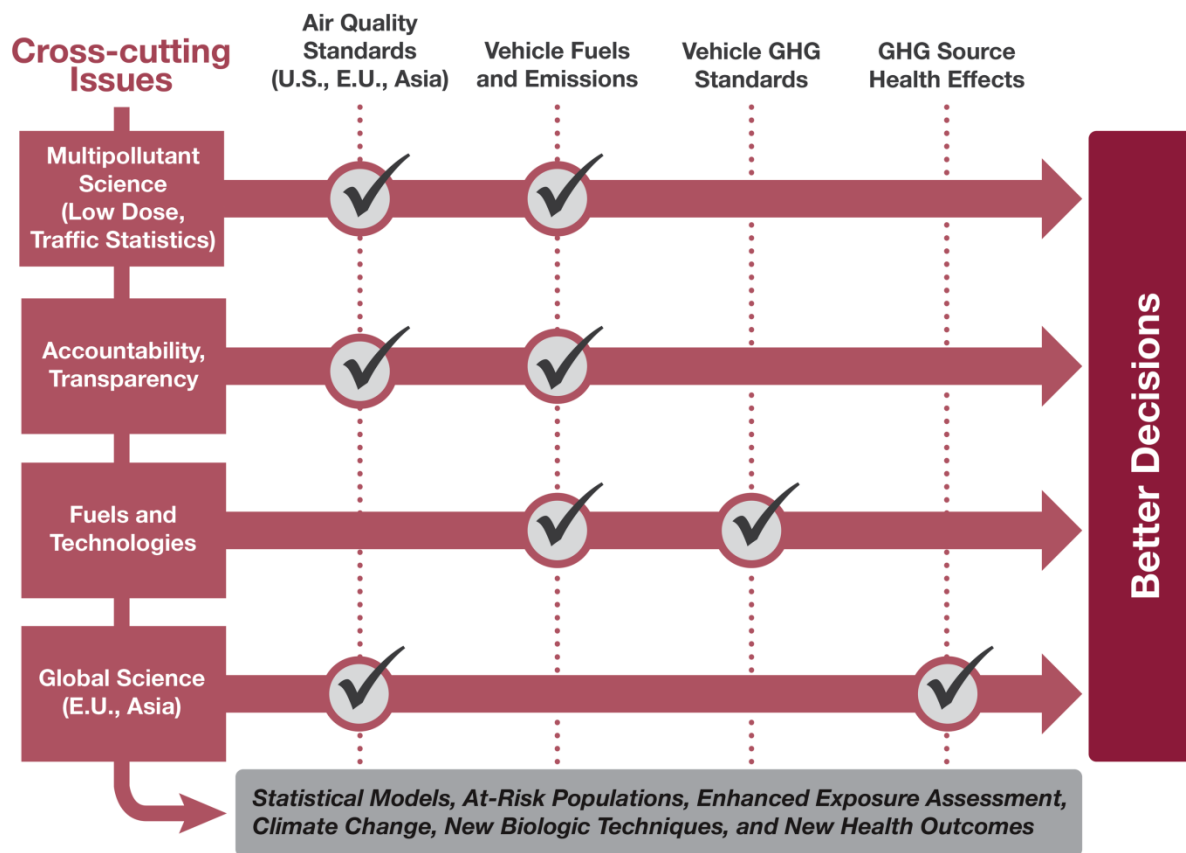 Cross-cutting
Issues
Air Quality
Standards
(U.S., E.U., Asia)
Vehicle Fuels
and Emissions
Vehicle GHG
Standards
GHG Source
Health Effects
Multipollutant
Science
(Low Dose,
Traffic Statistics)
Accountability,
Transparency
Fuels and
Technologies
Global Science
(E.U., Asia)
Better Decisions
Statistical Models, At-Risk Populations, Enhanced Exposure Assessment,
Climate Change, New Biologic Techniques, and New Health Outcomes